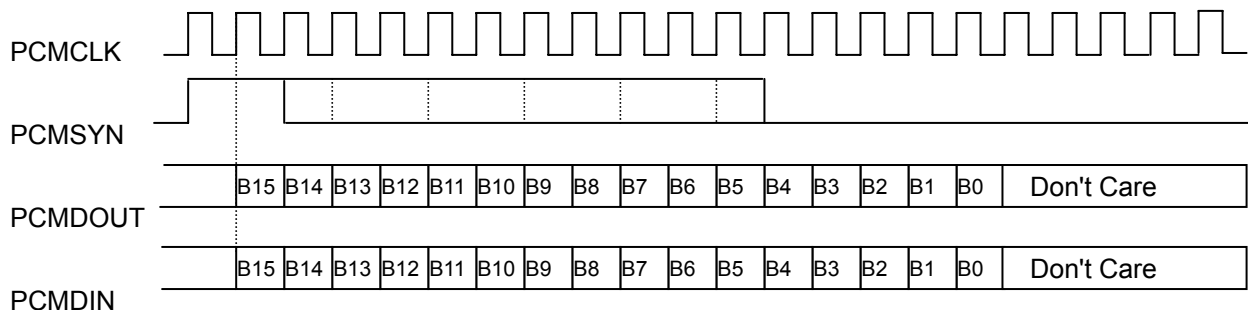 PCMCLK
PCMSYN
B15 B14 B13 B12 B11 B10 B9 B8 B7 B6 B5 B4 B3 B2 B1 B0 Don't Care
PCMDOUT
B15 B14 B13 B12 B11 B10 B9 B8 B7 B6 B5 B4 B3 B2 B1 B0 Don't Care
PCMDIN